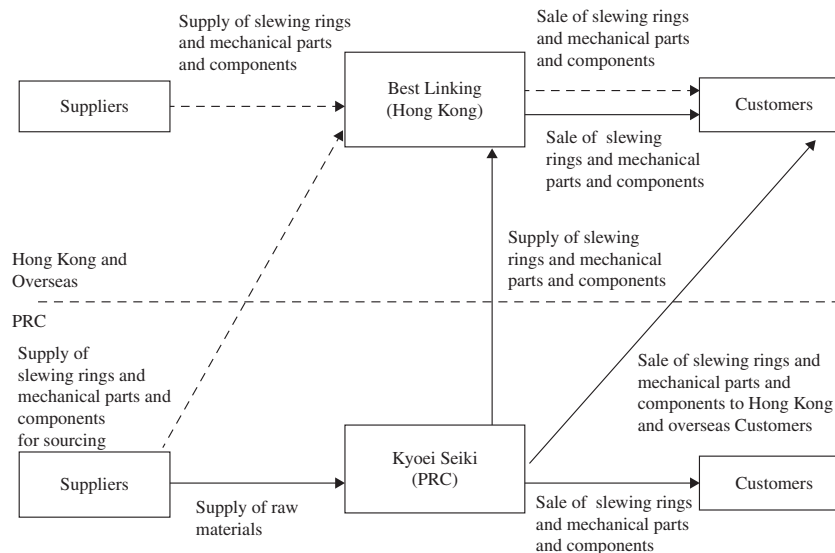 Supply of slewing rings
and mechanical parts
and components
Sale of slewing rings
and mechanical parts
and components
Suppliers
Best Linking
(Hong Kong)
Customers
Sale of slewing
rings and mechanical
parts and components
Supply of slewing
rings and mechanical
parts and components
Hong Kong and
Overseas
PRC
Supply of
slewing rings and
mechanical parts and
components
for sourcing
Sale of slewing rings and
mechanical parts and
components to Hong Kong
and overseas Customers
Suppliers
Kyoei Seiki
(PRC)
Customers
Supply of raw
materials
Sale of slewing rings
and mechanical parts
and components